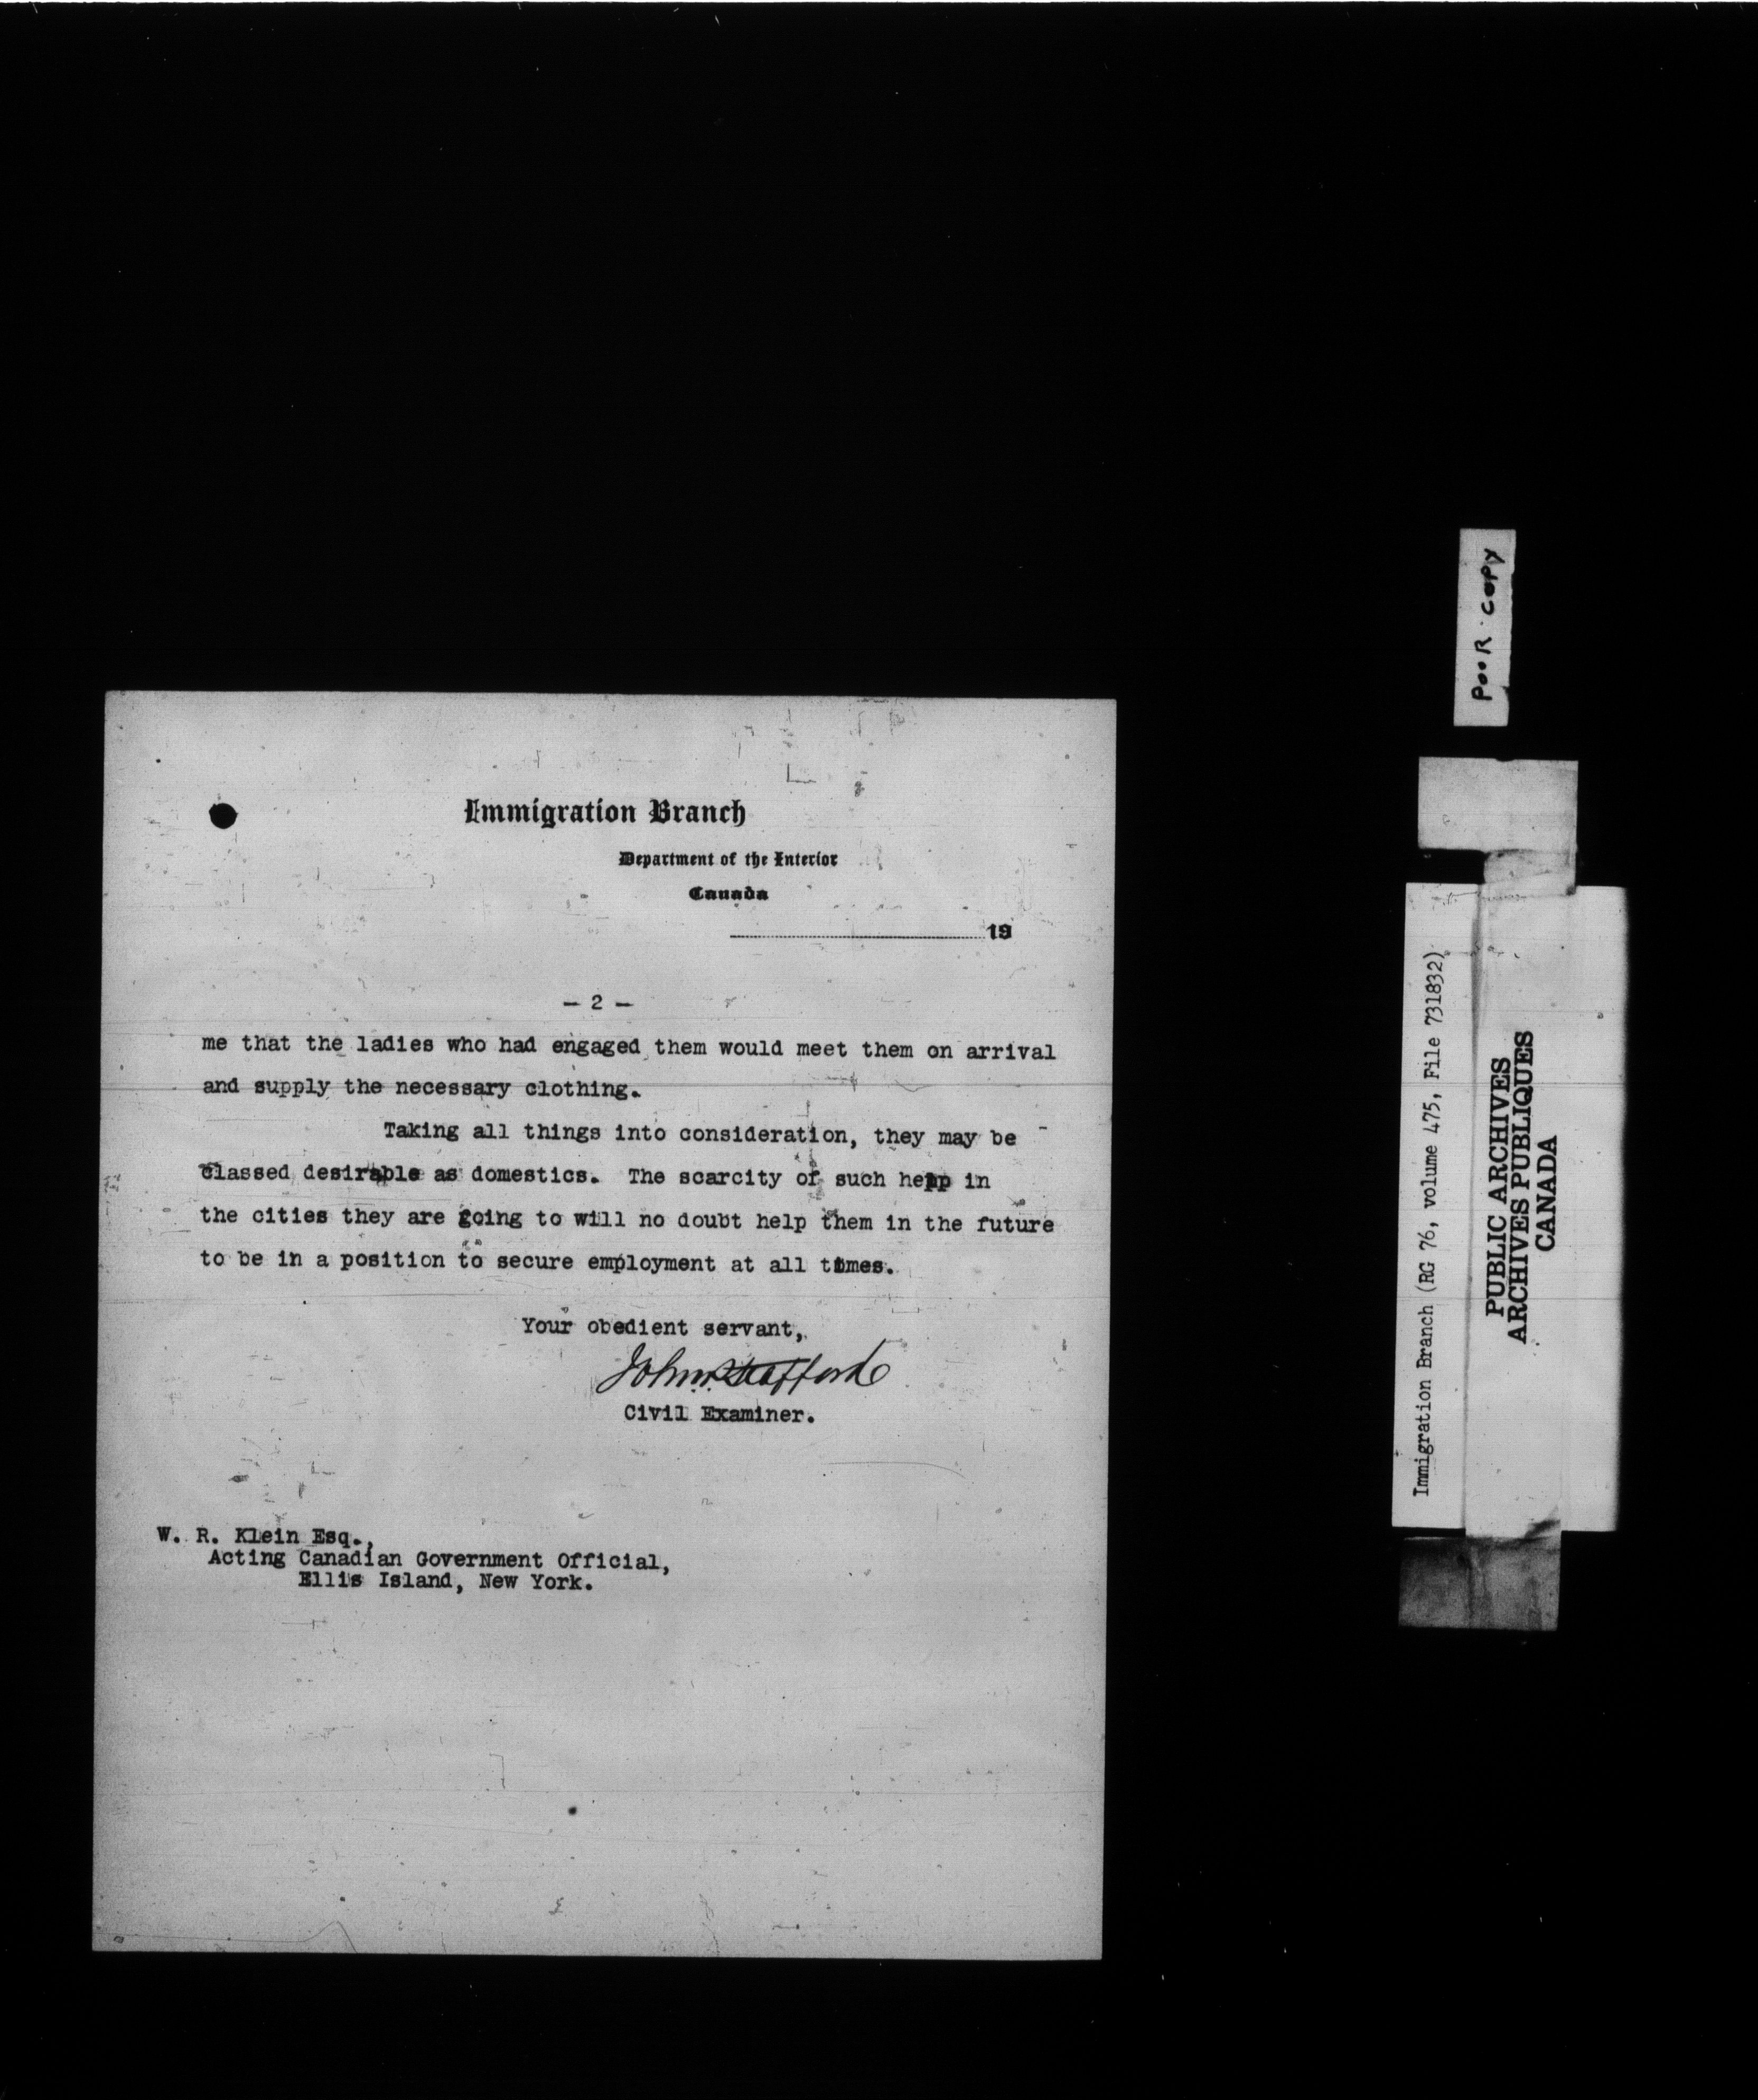 Immigration Branch
Department of the Interior
Canada
19
- 2 -
me that the ladies who had engaged them would meet them on arrival
and supply the necessary clothing.
Taking all things into consideration, they may be
classed desirable as domestics. The scarcity of such help in
the cities they are going to will no doubt help them in the future
to be in a position to secure employment at all times.
Your obedient servant,
John Stafford
Civil Examiner.
W. R. Klein Esq.,
Acting Canadian Government Official,
Ellis Island, New York.
Poor copy
Immigration Branch (RG 76, volume 475, File 731832)
PUBLIC ARCHIVES
ARCHIVES PUBLIQUES
CANADA